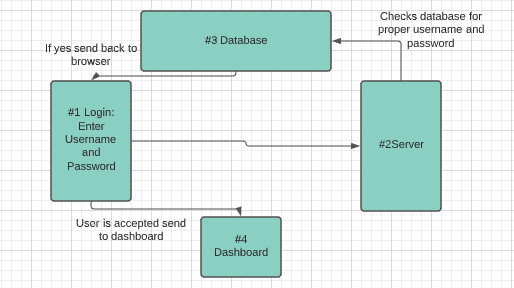 #3 Database
Checks database for
proper username and
password
If yes send back to
browser
#1 Login:
Enter
Username
and
Password
#2Server
User is accepted send
to dashboard
#4
Dashboard